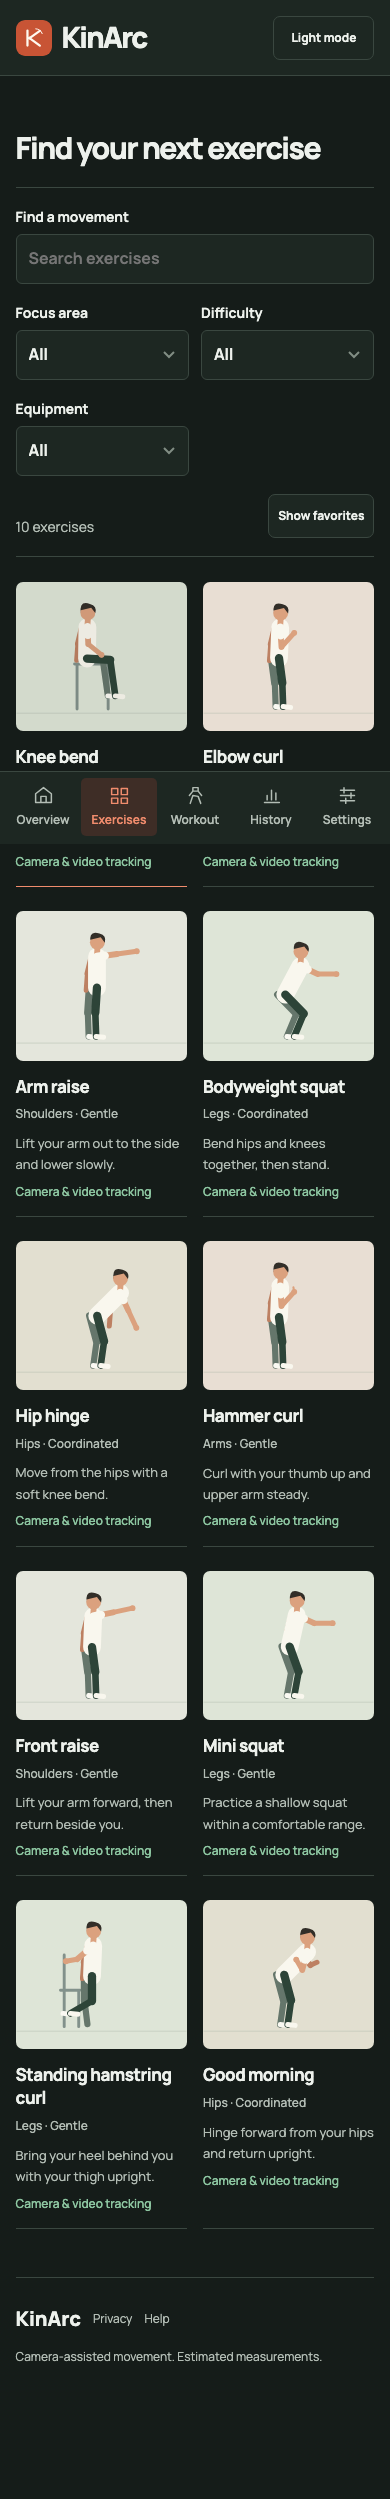 KinArc
Light mode
Find your next exercise
Find a movement
Search exercises
Focus area
Difficulty
All
All
Equipment
All
10 exercises
Show favorites
Knee bend
Elbow curl
Overview
Exercises
Workout
History
Settings
Camera & video tracking
Camera & video tracking
Arm raise
Shoulders · Gentle
Lift your arm out to the side
and lower slowly.
Camera & video tracking
Bodyweight squat
Legs · Coordinated
Bend hips and knees
together, then stand.
Camera & video tracking
Hip hinge
Hips · Coordinated
Move from the hips with a
soft knee bend.
Camera & video tracking
Hammer curl
Arms · Gentle
Curl with your thumb up and
upper arm steady.
Camera & video tracking
Front raise
Shoulders · Gentle
Lift your arm forward, then
return beside you.
Camera & video tracking
Mini squat
Legs · Gentle
Practice a shallow squat
within a comfortable range.
Camera & video tracking
Standing hamstring
curl
Legs · Gentle
Bring your heel behind you
with your thigh upright.
Camera & video tracking
Good morning
Hips · Coordinated
Hinge forward from your hips
and return upright.
Camera & video tracking
KinArc
Privacy
Help
Camera-assisted movement. Estimated measurements.